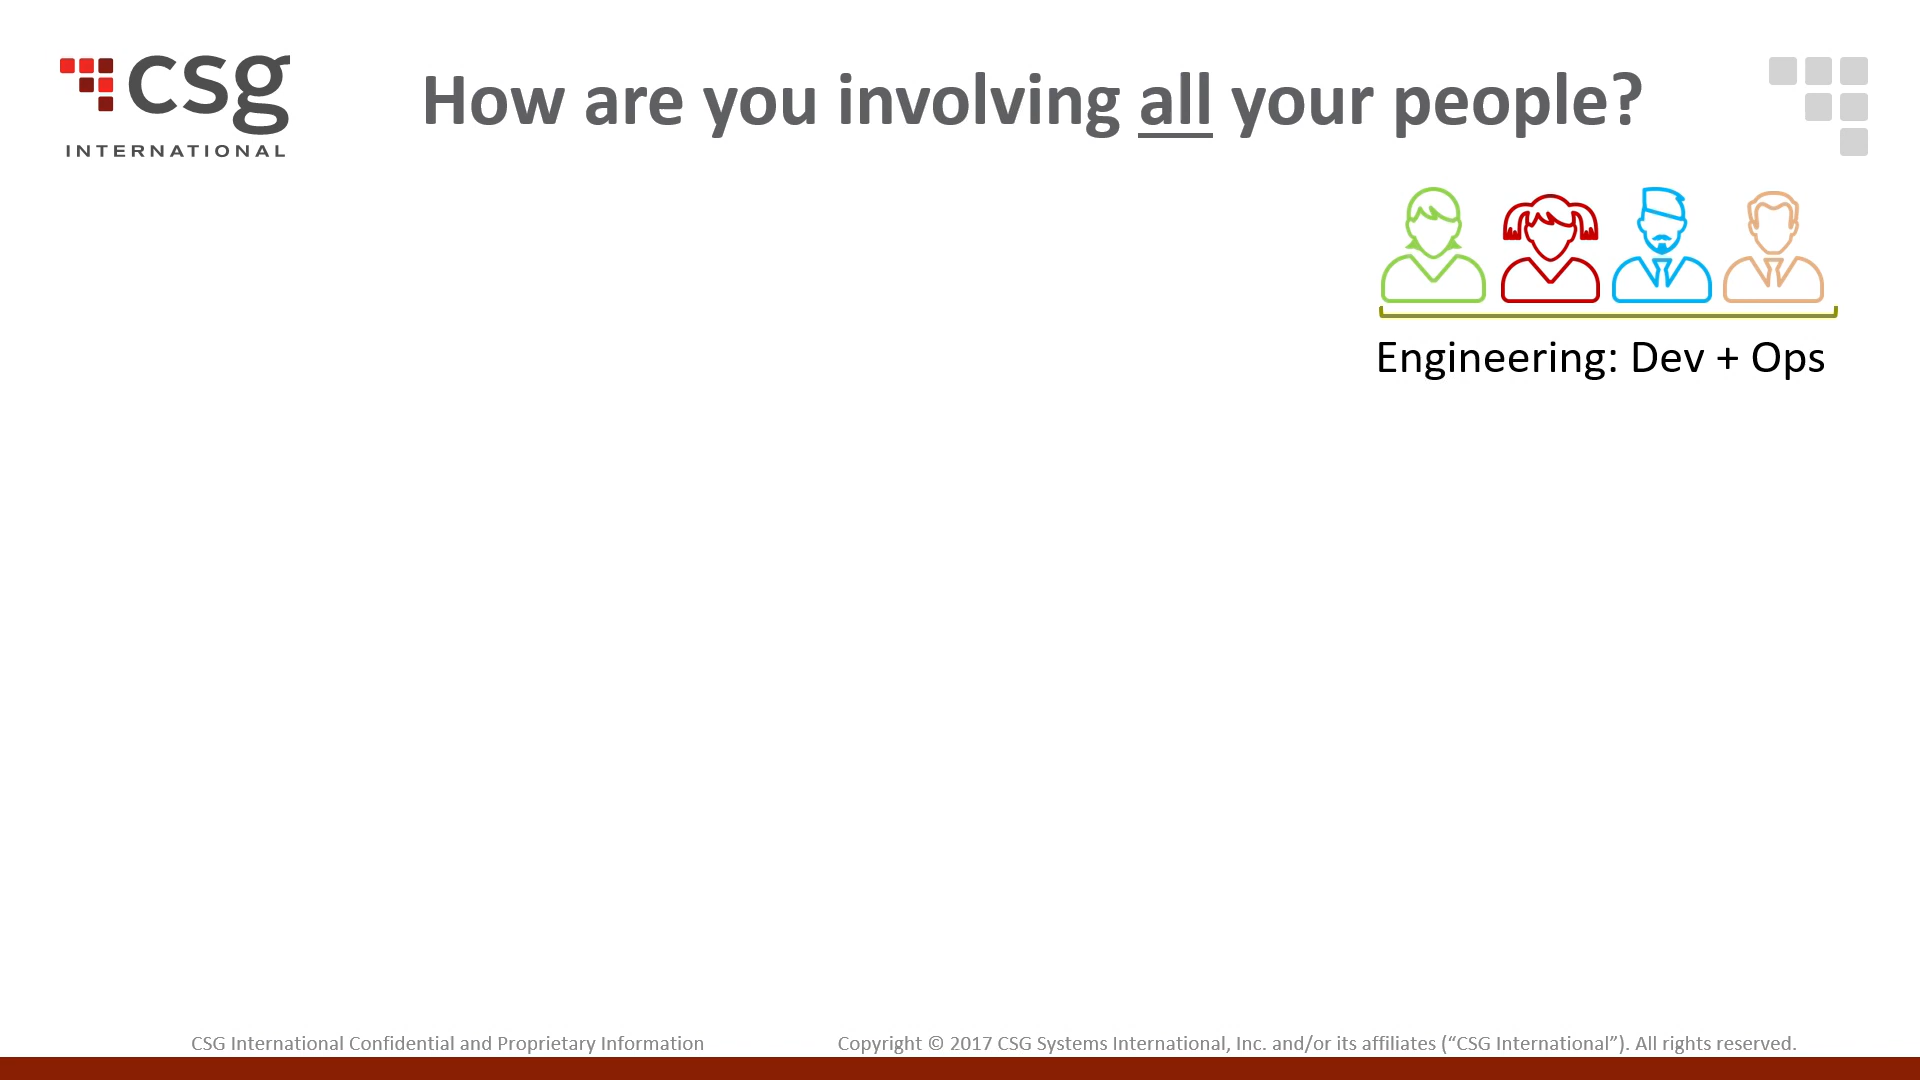 csg
INTERNATIONAL
How are you involving all your people?
Engineering: Dev + Ops
CSG International Confidential and Proprietary Information
Copyright © 2017 CSG Systems International, Inc. and/or its affiliates (“CSG International”). All rights reserved.